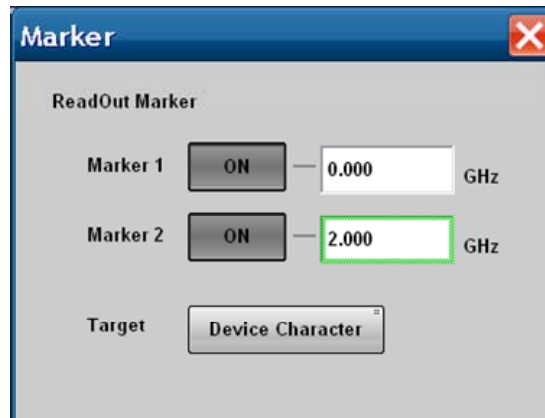 Marker
ReadOut Marker
Marker 1 ON 0.000 GHz
Marker 2 ON 2.000 GHz
Target Device Character